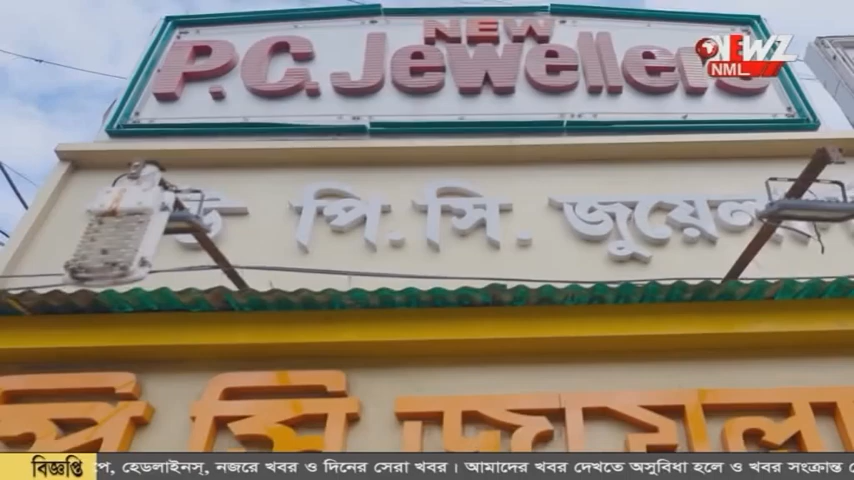 NEW
P.C. Jewellers
NEWZ
NML
উ পি. সি. জুয়েলা
পি সি জুয়েলা
বিজ্ঞপ্তি
পে, হেডলাইনস্, নজরে খবর ও দিনের সেরা খবর। আমাদের খবর দেখতে অসুবিধা হলে ও খবর সংক্রান্ত